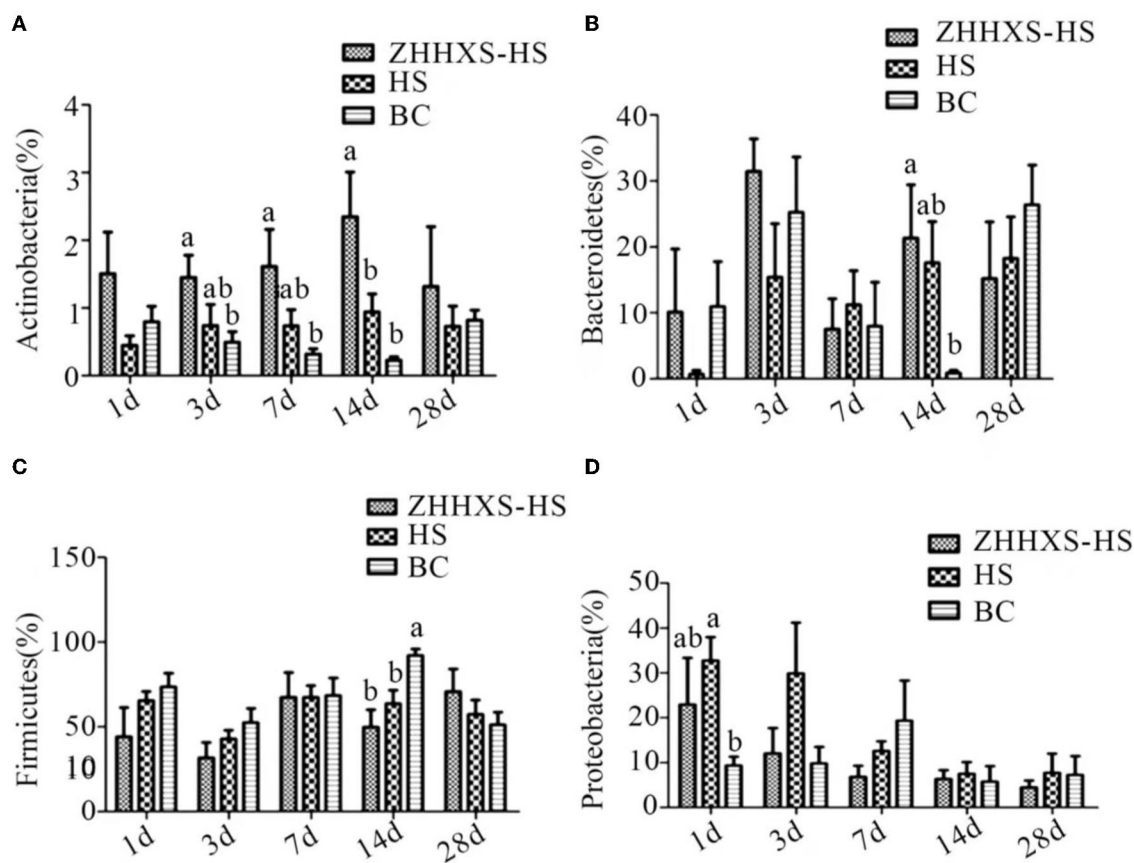 A
ZHHXS-HS
HS
BC
Actinobacteria(%)
4
3
2
1
0
a
a
ab
b
a
ab
b
a
b
b
1d
3d
7d
14d
28d
B
ZHHXS-HS
HS
BC
Bacteroidetes(%)
40
30
20
10
0
a
ab
b
1d
3d
7d
14d
28d
C
ZHHXS-HS
HS
BC
Firmicutes(%)
150
100
50
10
0
b
b
a
1d
3d
7d
14d
28d
D
ZHHXS-HS
HS
BC
Proteobacteria(%)
50
40
30
20
10
0
ab
a
b
1d
3d
7d
14d
28d